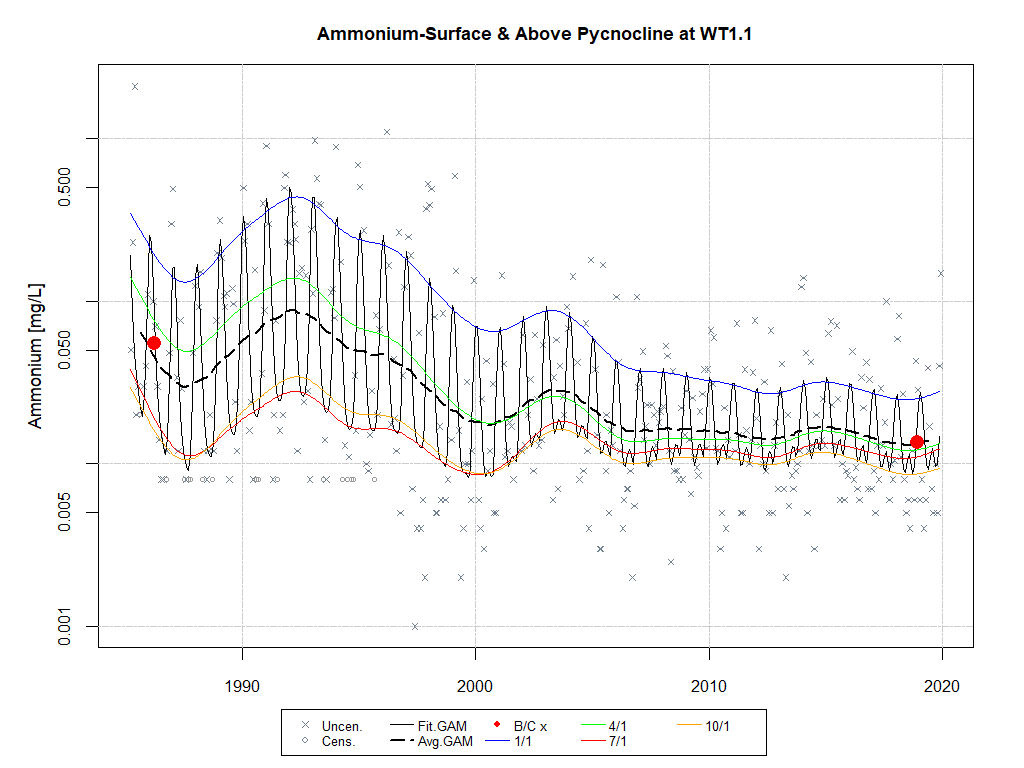 Ammonium-Surface & Above Pycnocline at WT1.1
Ammonium [mg/L]
0.500
0.050
0.005
0.001
1990 2000 2010 2020
Uncen. Fit.GAM B/C x 4/1 10/1
Cens. Avg.GAM 1/1 7/1